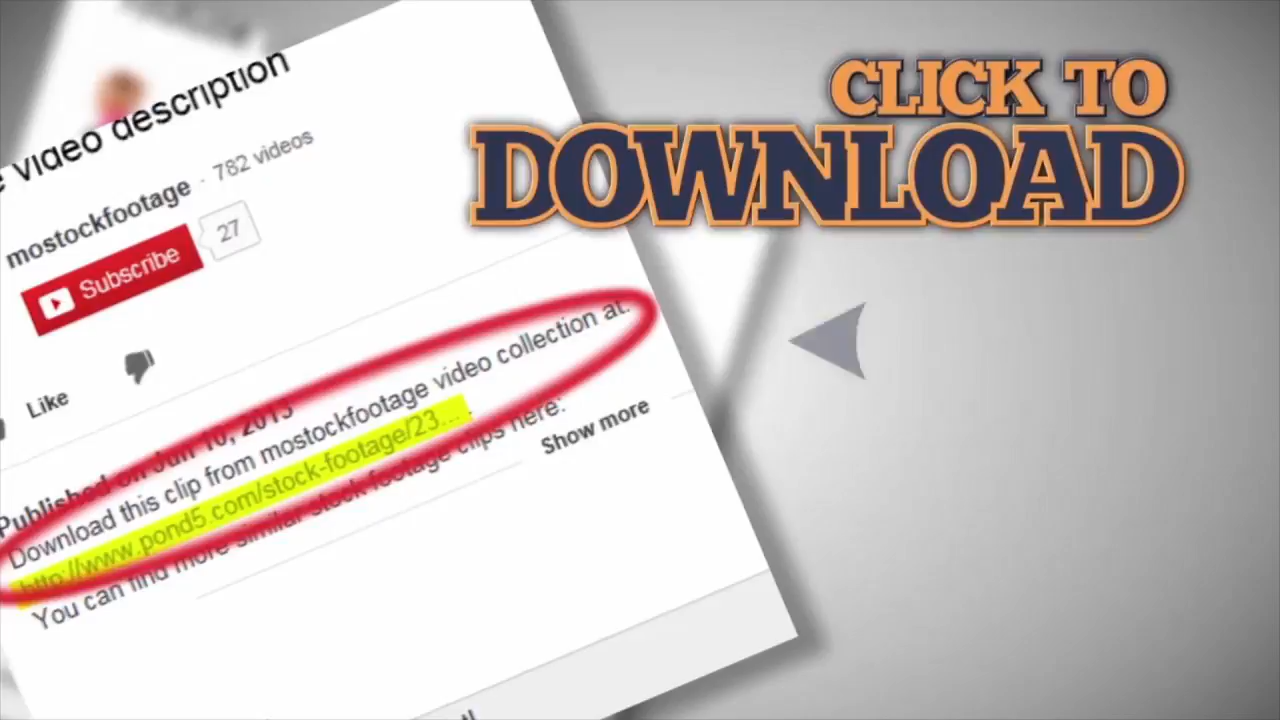 CLICK TO
DOWNLOAD
video description
mostockfootage · 782 videos
Subscribe 27
Like
Published on Jun 10, 2013
Download this clip from mostockfootage video collection at:
http://www.pond5.com/stock-footage/23... .
You can find more similar stock footage clips here:
Show more